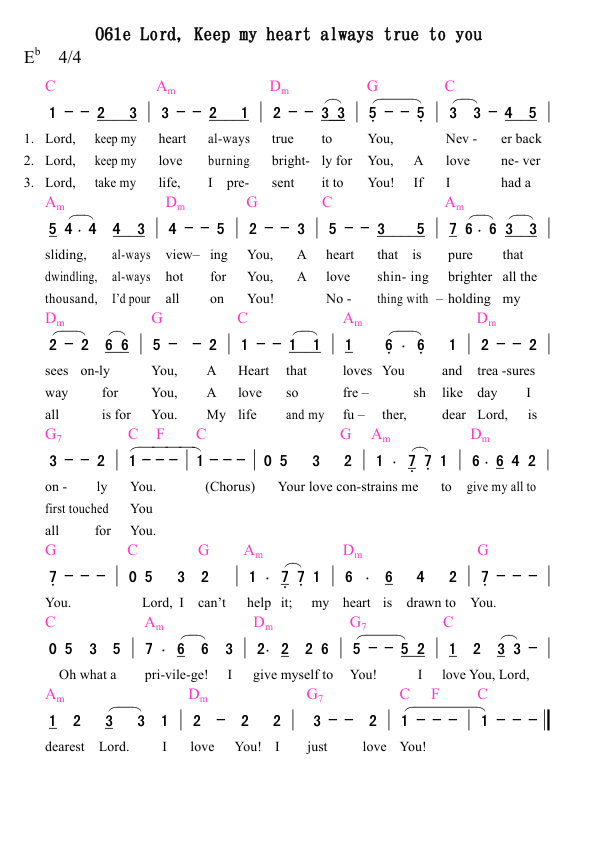 061e Lord, Keep my heart always true to you
E♭ 4/4
C Am Dm G C
1 - - 2 3 | 3 - - 2 1 | 2 - - 3 3 | 5 - - 5 | 3 3 - 4 5 |
1. Lord, keep my heart al-ways true to You, Nev - er back
2. Lord, keep my love burning bright- ly for You, A love ne- ver
3. Lord, take my life, I pre- sent it to You! If I had a
Am Dm G C Am
5 4 · 4 4 3 | 4 - - 5 | 2 - - 3 | 5 - - 3 5 | 7 6 · 6 3 3 |
sliding, al-ways view– ing You, A heart that is pure that
dwindling, al-ways hot for You, A love shin- ing brighter all the
thousand, I'd pour all on You! No - thing with – holding my
Dm G C Am Dm
2 - 2 6 6 | 5 - - 2 | 1 - - 1 1 | 1 6 · 6 1 | 2 - - 2 |
sees on-ly You, A Heart that loves You and trea -sures
way for You, A love so fre – sh like day I
all is for You. My life and my fu – ther, dear Lord, is
G7 C F C G Am Dm
3 - - 2 | 1 - - - | 1 - - - | 0 5 3 2 | 1 · 7 7 1 | 6 · 6 4 2 |
on - ly You. (Chorus) Your love con-strains me to give my all to
first touched You
all for You.
G C G Am Dm G
7 - - - | 0 5 3 2 | 1 · 7 7 1 | 6 · 6 4 2 | 7 - - - |
You. Lord, I can't help it; my heart is drawn to You.
C Am Dm G7 C
0 5 3 5 | 7 · 6 6 3 | 2 · 2 2 6 | 5 - - 5 2 | 1 2 3 3 - |
Oh what a pri-vile-ge! I give myself to You! I love You, Lord,
Am Dm G7 C F C
1 2 3 3 1 | 2 - 2 2 | 3 - - 2 | 1 - - - | 1 - - - ||
dearest Lord. I love You! I just love You!